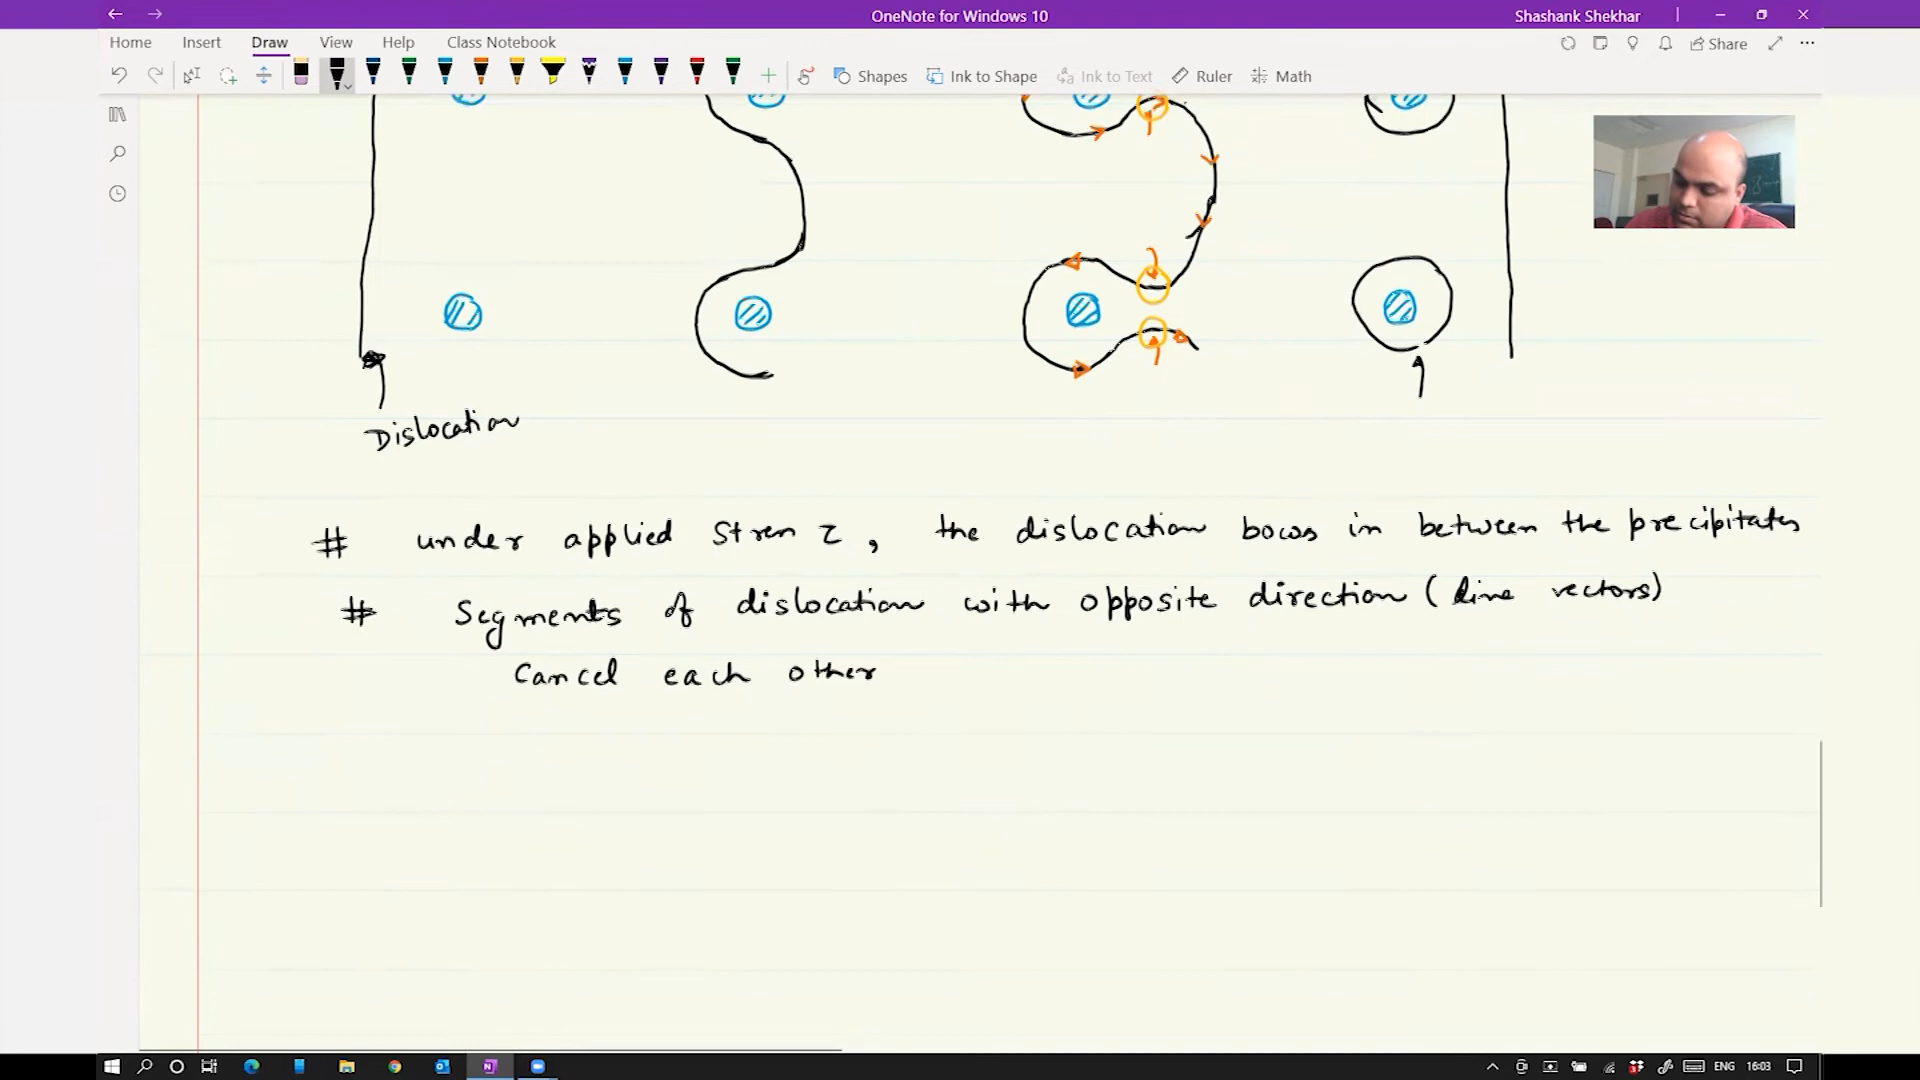 OneNote for Windows 10
Shashank Shekhar
Home Insert Draw View Help Class Notebook
Share
Shapes Ink to Shape Ink to Text Ruler Math
Dislocation
# under applied Stress τ, the dislocation bows in between the precipitates
# Segments of dislocation with opposite direction (line vectors)
Cancel each other
ENG 16:03